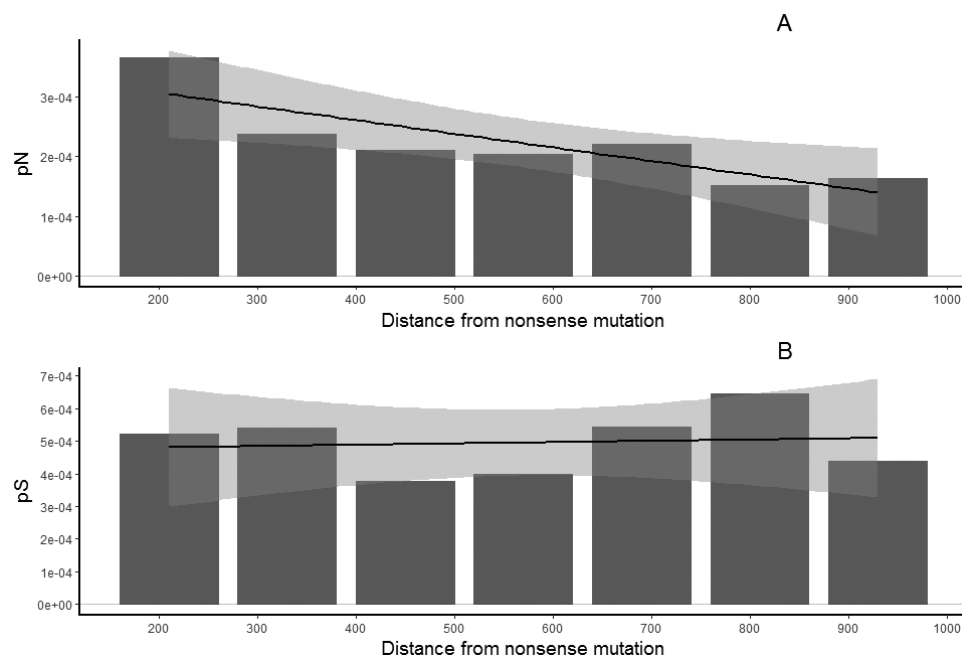 A
pN
3e-04
2e-04
1e-04
0e+00
200 300 400 500 600 700 800 900 1000
Distance from nonsense mutation
B
pS
7e-04
6e-04
5e-04
4e-04
3e-04
2e-04
1e-04
0e+00
200 300 400 500 600 700 800 900 1000
Distance from nonsense mutation